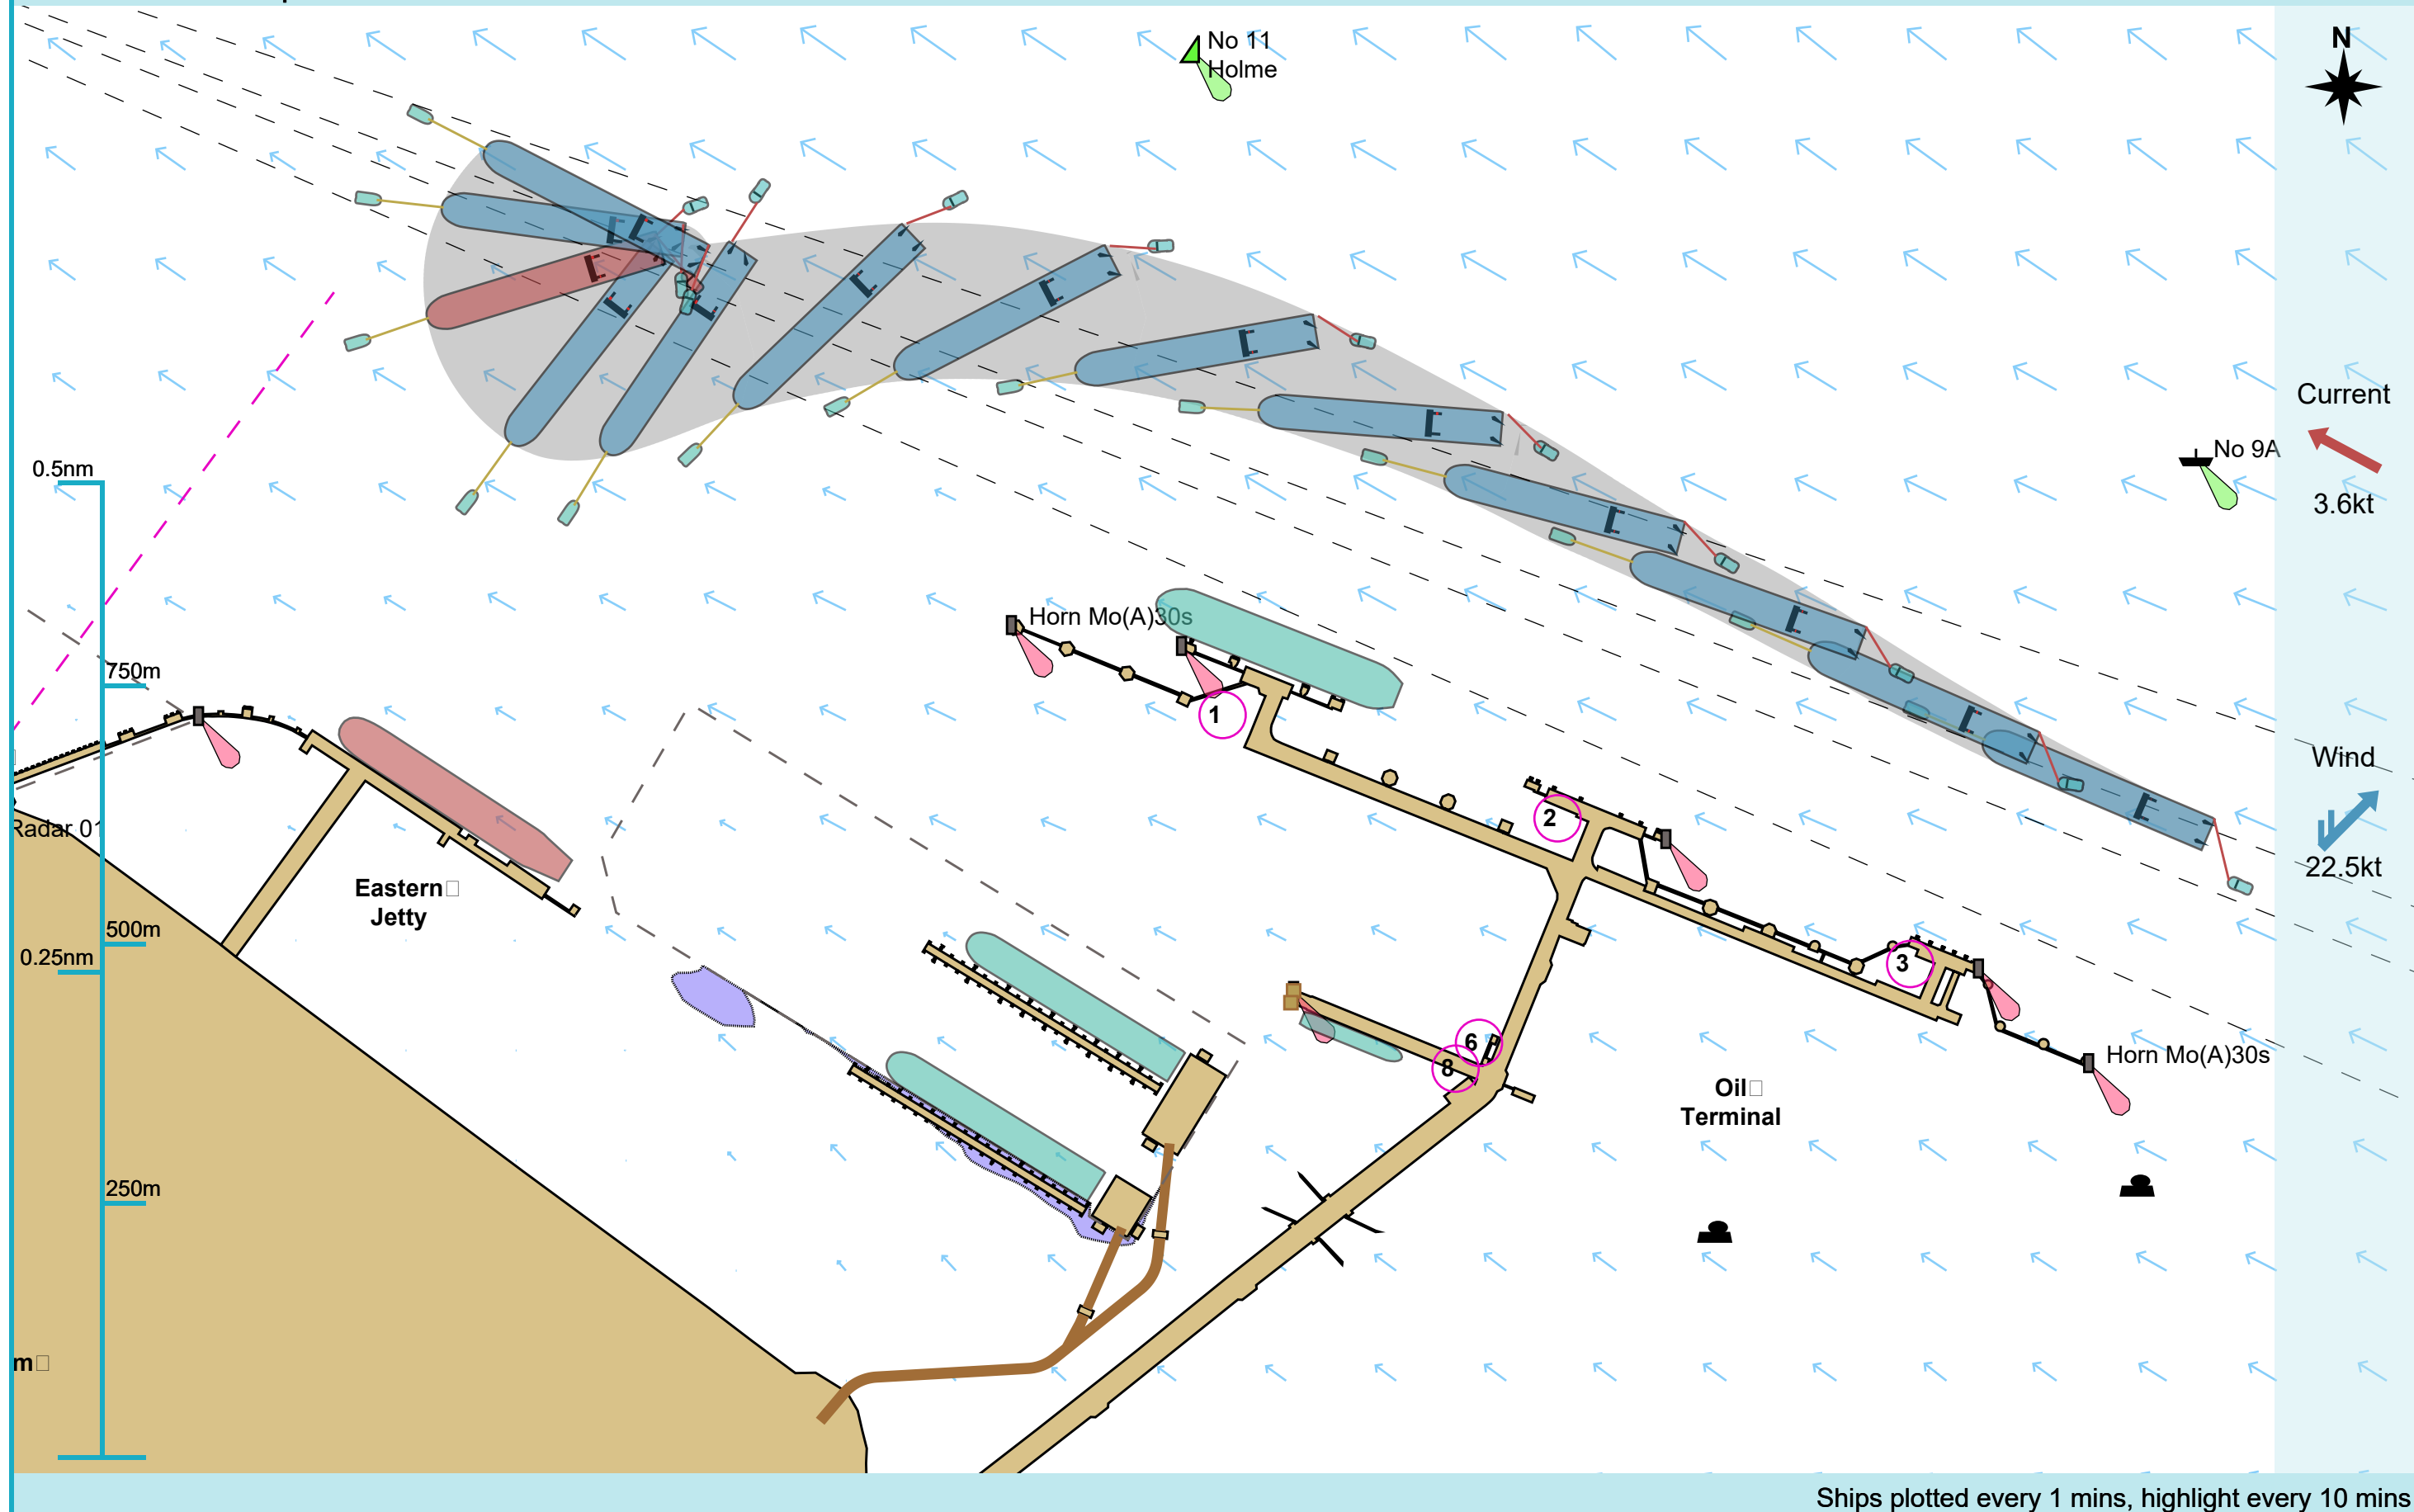 No 11
Holme
N
Current
No 9A
0.5nm
3.6kt
Horn Mo(A)30s
750m
1
Wind
2
Radar 01
22.5kt
Eastern
Jetty
500m
0.25nm
3
6
8
Horn Mo(A)30s
Oil
Terminal
250m
m
Ships plotted every 1 mins, highlight every 10 mins